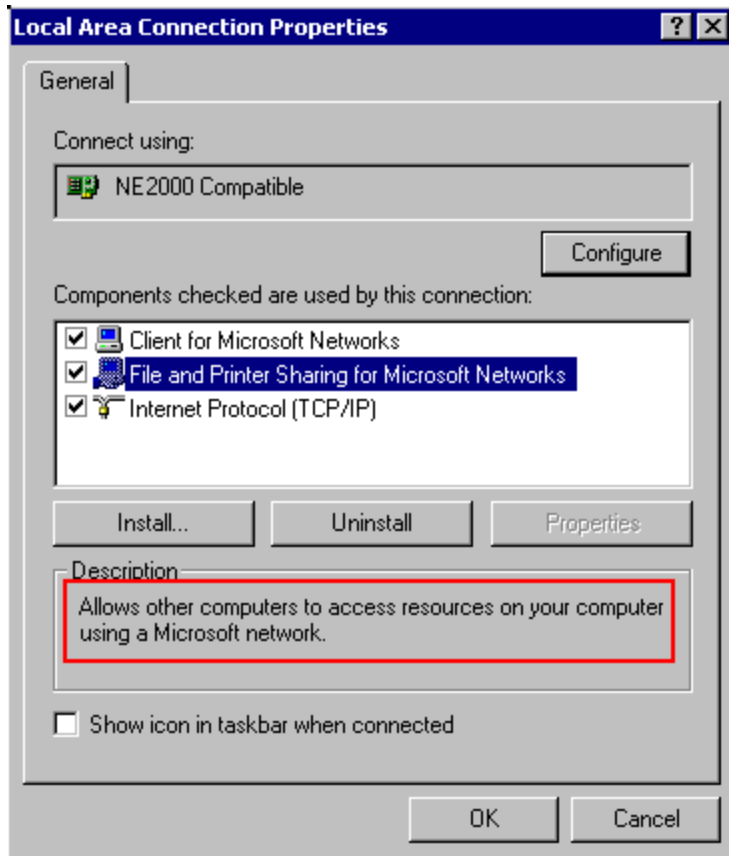 Local Area Connection Properties
General
Connect using:
NE2000 Compatible
Configure
Components checked are used by this connection:
Client for Microsoft Networks
File and Printer Sharing for Microsoft Networks
Internet Protocol (TCP/IP)
Install... Uninstall Properties
Description
Allows other computers to access resources on your computer
using a Microsoft network.
Show icon in taskbar when connected
OK Cancel